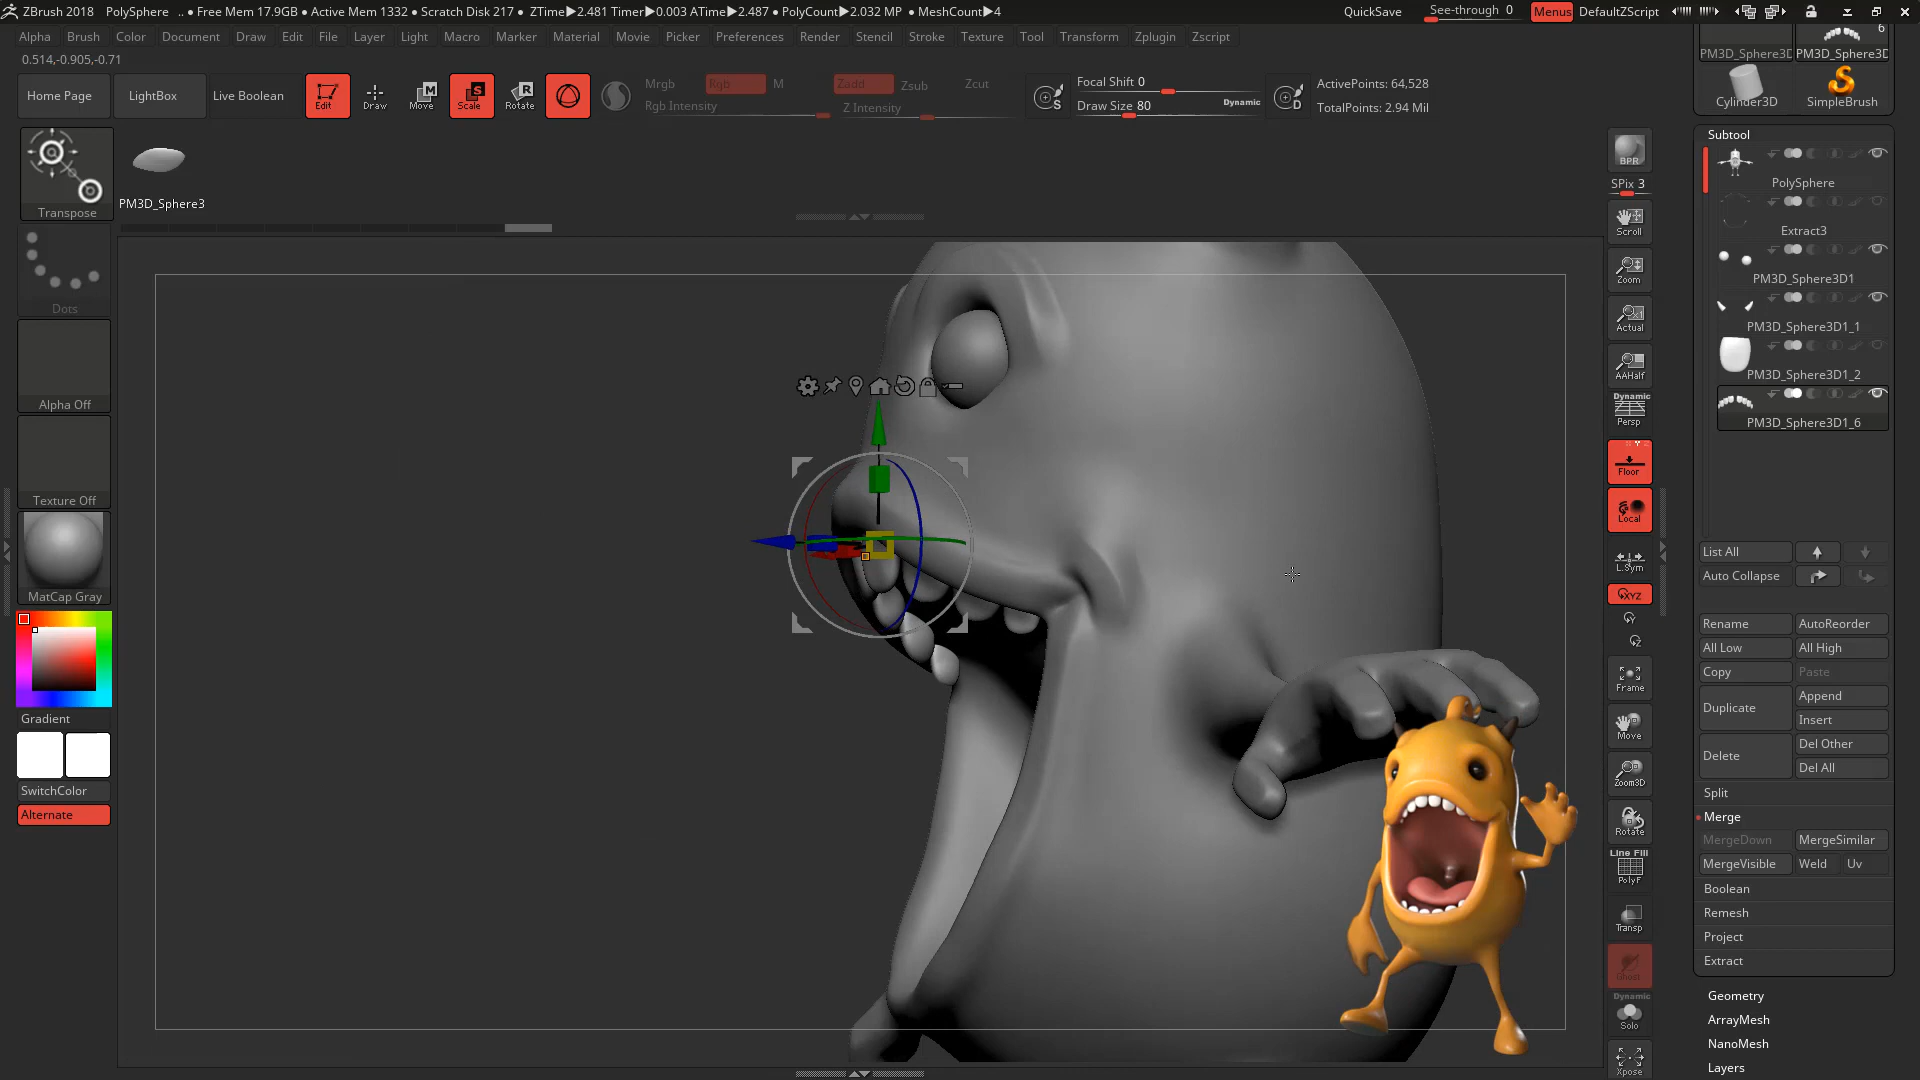 ZBrush 2018 PolySphere .. • Free Mem 17.9GB • Active Mem 1332 • Scratch Disk 217 • ZTime▶2.481 Timer▶0.003 ATime▶2.487 • PolyCount▶2.032 MP • MeshCount▶4 QuickSave See-through 0 Menus DefaultZScript
Alpha Brush Color Document Draw Edit File Layer Light Macro Marker Material Movie Picker Preferences Render Stencil Stroke Texture Tool Transform Zplugin Zscript
0.514,-0.905,-0.71
Home Page LightBox Live Boolean Edit Draw Move Scale Rotate
Mrgb Rgb M Zadd Zsub Zcut
Rgb Intensity Z Intensity
Focal Shift 0
Draw Size 80 Dynamic
ActivePoints: 64,528
TotalPoints: 2.94 Mil
M
S
R
S
D
Transpose
PM3D_Sphere3
Dots
Alpha Off
Texture Off
MatCap Gray
Gradient
SwitchColor
Alternate
BPR
SPix 3
Scroll
Zoom
Actual
AAHalf
Dynamic
Persp
Floor
Local
L.Sym
XYZ
Y
Z
Frame
Move
Zoom3D
Rotate
Line Fill
PolyF
Transp
Ghost
Dynamic
Solo
Xpose
6
PM3D_Sphere3D PM3D_Sphere3D
Cylinder3D SimpleBrush
Subtool
PolySphere
Extract3
PM3D_Sphere3D1
PM3D_Sphere3D1_1
PM3D_Sphere3D1_2
PM3D_Sphere3D1_6
List All
Auto Collapse
Rename AutoReorder
All Low All High
Copy Paste
Duplicate Append
Insert
Delete Del Other
Del All
Split
Merge
MergeDown MergeSimilar
MergeVisible Weld Uv
Boolean
Remesh
Project
Extract
Geometry
ArrayMesh
NanoMesh
Layers